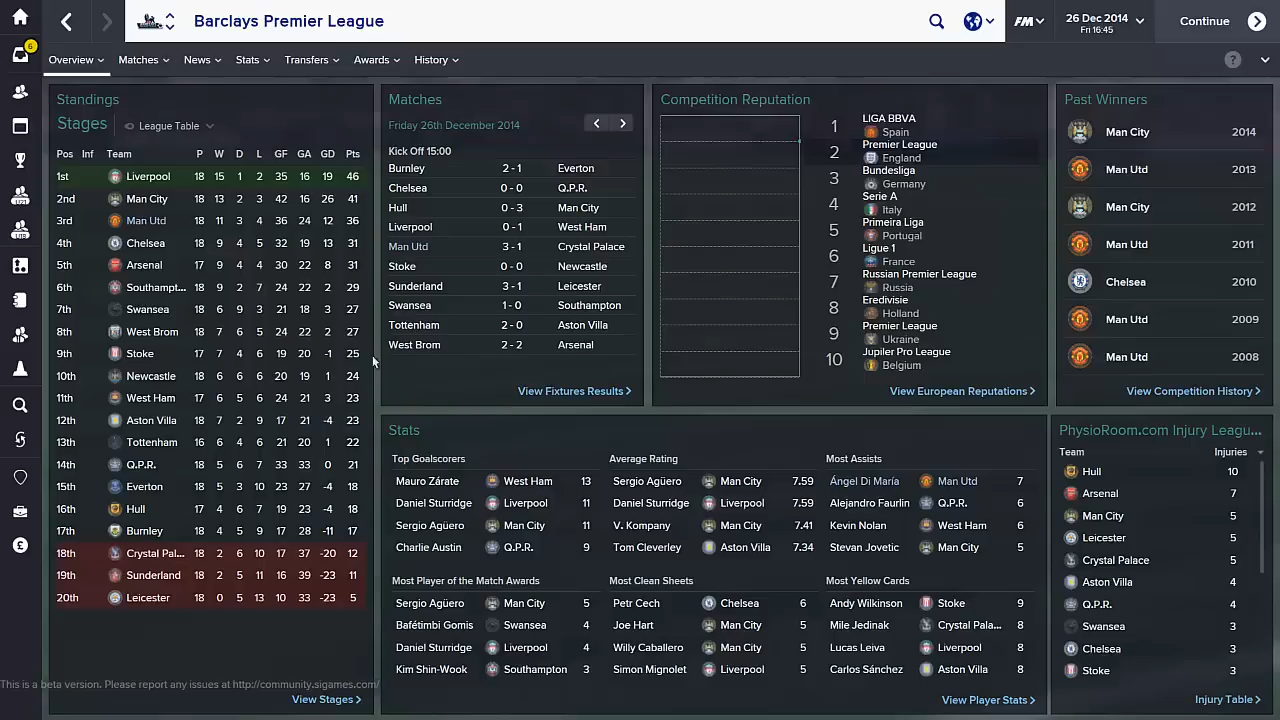 Barclays Premier League
FM
26 Dec 2014
Fri 16:45
Continue
6
Overview
Matches
News
Stats
Transfers
Awards
History
?
Standings
Stages
League Table
Pos Inf Team P W D L GF GA GD Pts
1st Liverpool 18 15 1 2 35 16 19 46
2nd Man City 18 13 2 3 42 16 26 41
3rd Man Utd 18 11 3 4 36 24 12 36
4th Chelsea 18 9 4 5 32 19 13 31
5th Arsenal 17 9 4 4 30 22 8 31
6th Southampt... 18 9 2 7 24 22 2 29
7th Swansea 18 6 9 3 21 18 3 27
8th West Brom 18 7 6 5 24 22 2 27
9th Stoke 17 7 4 6 19 20 -1 25
10th Newcastle 18 6 6 6 20 19 1 24
11th West Ham 17 6 5 6 24 21 3 23
12th Aston Villa 18 7 2 9 17 21 -4 23
13th Tottenham 16 6 4 6 21 20 1 22
14th Q.P.R. 18 5 6 7 33 33 0 21
15th Everton 18 5 3 10 23 27 -4 18
16th Hull 17 4 6 7 19 23 -4 18
17th Burnley 18 4 5 9 17 28 -11 17
18th Crystal Pal... 18 2 6 10 17 37 -20 12
19th Sunderland 18 2 5 11 16 39 -23 11
20th Leicester 18 0 5 13 10 33 -23 5
This is a beta version. Please report any issues at http://community.sigames.com/
View Stages >
Matches
Friday 26th December 2014
Kick Off 15:00
Burnley 2 - 1 Everton
Chelsea 0 - 0 Q.P.R.
Hull 0 - 3 Man City
Liverpool 0 - 1 West Ham
Man Utd 3 - 1 Crystal Palace
Stoke 0 - 0 Newcastle
Sunderland 3 - 1 Leicester
Swansea 1 - 0 Southampton
Tottenham 2 - 0 Aston Villa
West Brom 2 - 2 Arsenal
View Fixtures Results >
Competition Reputation
1 LIGA BBVA
Spain
2 Premier League
England
3 Bundesliga
Germany
4 Serie A
Italy
5 Primeira Liga
Portugal
6 Ligue 1
France
7 Russian Premier League
Russia
8 Eredivisie
Holland
9 Premier League
Ukraine
10 Jupiler Pro League
Belgium
View European Reputations >
Past Winners
Man City 2014
Man Utd 2013
Man City 2012
Man Utd 2011
Chelsea 2010
Man Utd 2009
Man Utd 2008
View Competition History >
Stats
Top Goalscorers
Mauro Zárate West Ham 13
Daniel Sturridge Liverpool 11
Sergio Agüero Man City 11
Charlie Austin Q.P.R. 9
Average Rating
Sergio Agüero Man City 7.59
Daniel Sturridge Liverpool 7.59
V. Kompany Man City 7.41
Tom Cleverley Aston Villa 7.34
Most Assists
Ángel Di María Man Utd 7
Alejandro Faurlin Q.P.R. 6
Kevin Nolan West Ham 6
Stevan Jovetic Man City 5
Most Player of the Match Awards
Sergio Agüero Man City 5
Bafétimbi Gomis Swansea 4
Daniel Sturridge Liverpool 4
Kim Shin-Wook Southampton 3
Most Clean Sheets
Petr Cech Chelsea 6
Joe Hart Man City 5
Willy Caballero Man City 5
Simon Mignolet Liverpool 5
Most Yellow Cards
Andy Wilkinson Stoke 9
Mile Jedinak Crystal Pala... 8
Lucas Leiva Liverpool 8
Carlos Sánchez Aston Villa 8
View Player Stats >
PhysioRoom.com Injury Leagu...
Team Injuries
Hull 10
Arsenal 7
Man City 5
Leicester 5
Crystal Palace 5
Aston Villa 4
Q.P.R. 4
Swansea 3
Chelsea 3
Stoke 3
Injury Table >